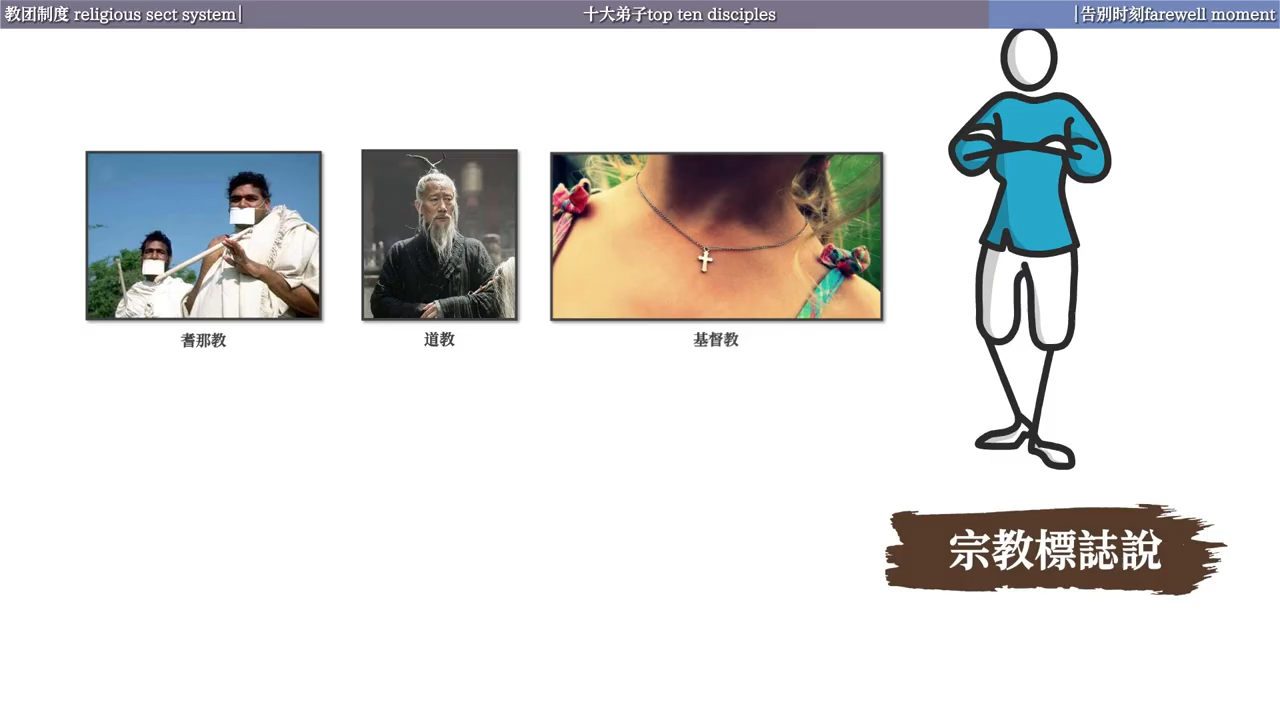 教团制度 religious sect system|
十大弟子top ten disciples
|告别时刻farewell moment
耆那教
道教
基督教
宗教標誌說